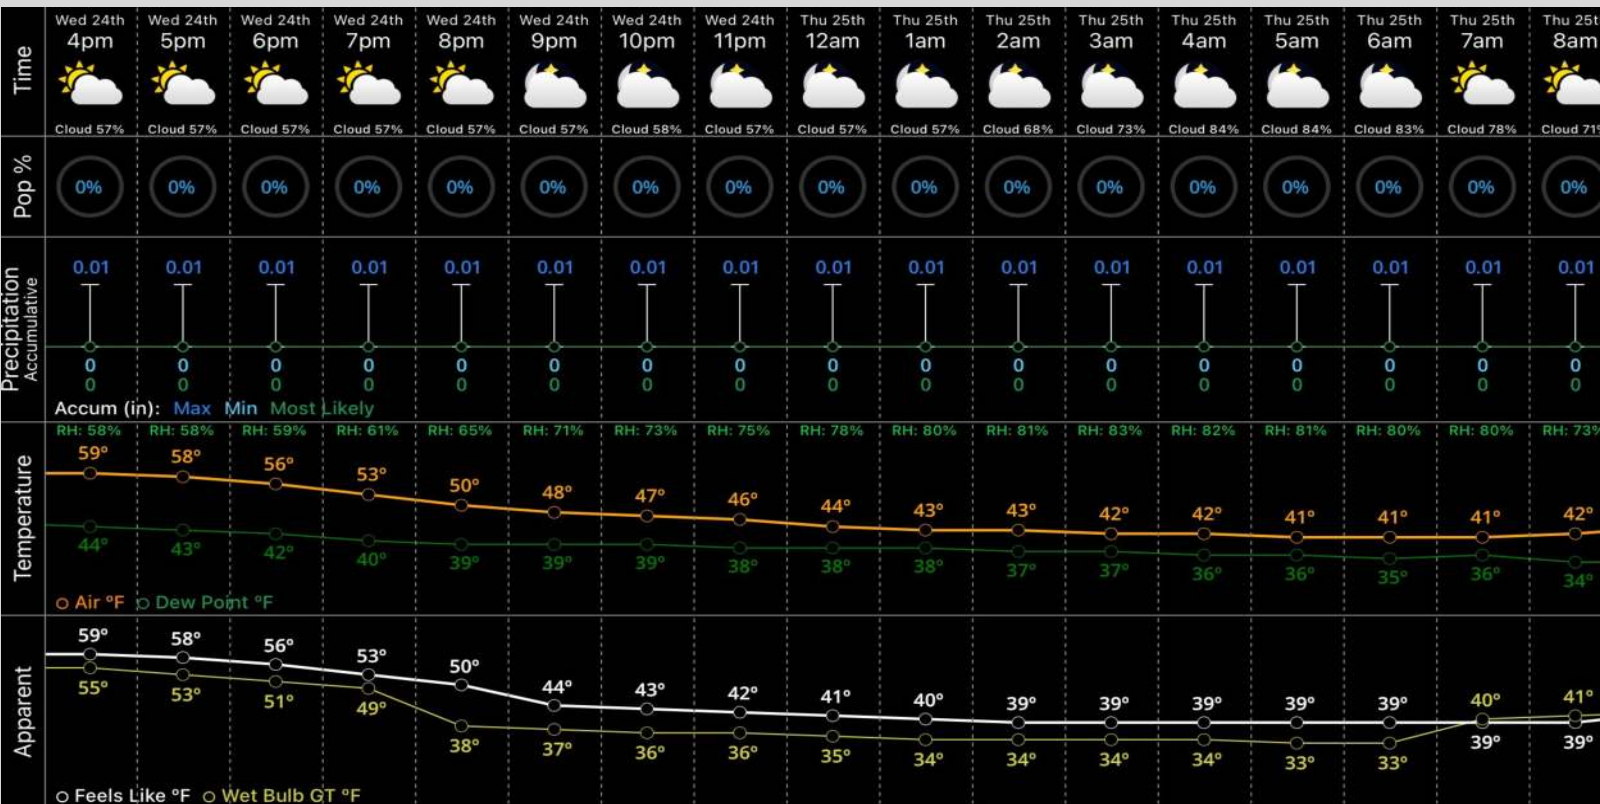 Wed 24th Wed 24th Wed 24th Wed 24th Wed 24th Wed 24th Wed 24th Wed 24th Thu 25th Thu 25th Thu 25th Thu 25th Thu 25th Thu 25th Thu 25th Thu 25th Thu 25t
4pm 5pm 6pm 7pm 8pm 9pm 10pm 11pm 12am 1am 2am 3am 4am 5am 6am 7am 8am
Time
Cloud 57% Cloud 57% Cloud 57% Cloud 57% Cloud 57% Cloud 57% Cloud 58% Cloud 57% Cloud 57% Cloud 57% Cloud 68% Cloud 73% Cloud 84% Cloud 84% Cloud 83% Cloud 78% Cloud 71%
Pop %
0% 0% 0% 0% 0% 0% 0% 0% 0% 0% 0% 0% 0% 0% 0% 0% 0%
Precipitation
Accumulative
0.01 0.01 0.01 0.01 0.01 0.01 0.01 0.01 0.01 0.01 0.01 0.01 0.01 0.01 0.01 0.01 0.01
0 0 0 0 0 0 0 0 0 0 0 0 0 0 0 0 0
0 0 0 0 0 0 0 0 0 0 0 0 0 0 0 0 0
Accum (in): Max Min Most Likely
RH: 58% RH: 58% RH: 59% RH: 61% RH: 65% RH: 71% RH: 73% RH: 75% RH: 78% RH: 80% RH: 81% RH: 83% RH: 82% RH: 81% RH: 80% RH: 80% RH: 73%
Temperature
59° 58° 56° 53° 50° 48° 47° 46° 44° 43° 43° 42° 42° 41° 41° 41° 42°
44° 43° 42° 40° 39° 39° 39° 38° 38° 38° 37° 37° 36° 36° 35° 36° 34°
Air °F Dew Point °F
Apparent
59° 58° 56° 53° 50° 44° 43° 42° 41° 40° 39° 39° 39° 39° 39° 40° 41°
55° 53° 51° 49° 38° 37° 36° 36° 35° 34° 34° 34° 34° 33° 33° 39° 39°
Feels Like °F Wet Bulb GT °F